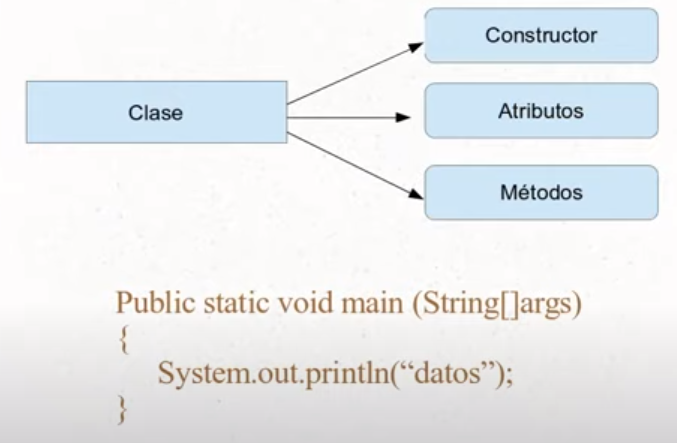 Constructor
Clase
Atributos
Métodos
Public static void main (String[]args)
{
System.out.println(“datos”);
}